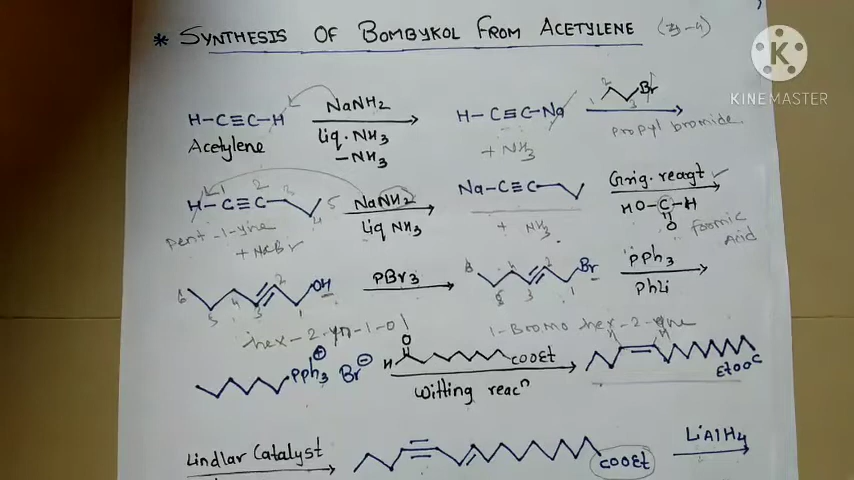 * SYNTHESIS OF BOMBYKOL FROM ACETYLENE
K
KINEMASTER
H-C≡C-H NaNH2 H-C≡C-Na Br
Acetylene liq. NH3 + NH3 Propyl bromide
-NH3
H-C≡C NaNH2 Na-C≡C Grig. reagt
Pent-1-yne liq NH3 + NH3 HO-C-H formic
+ NaBr O Acid
OH PBr3 Br PPh3
PhLi
hex-2-yn-1-ol 1-Bromo hex-2-yne
PPh3 ⊕ Br ⊖ H O COOEt EtOOC
Witting reacn
Lindlar Catalyst COOEt LiAlH4